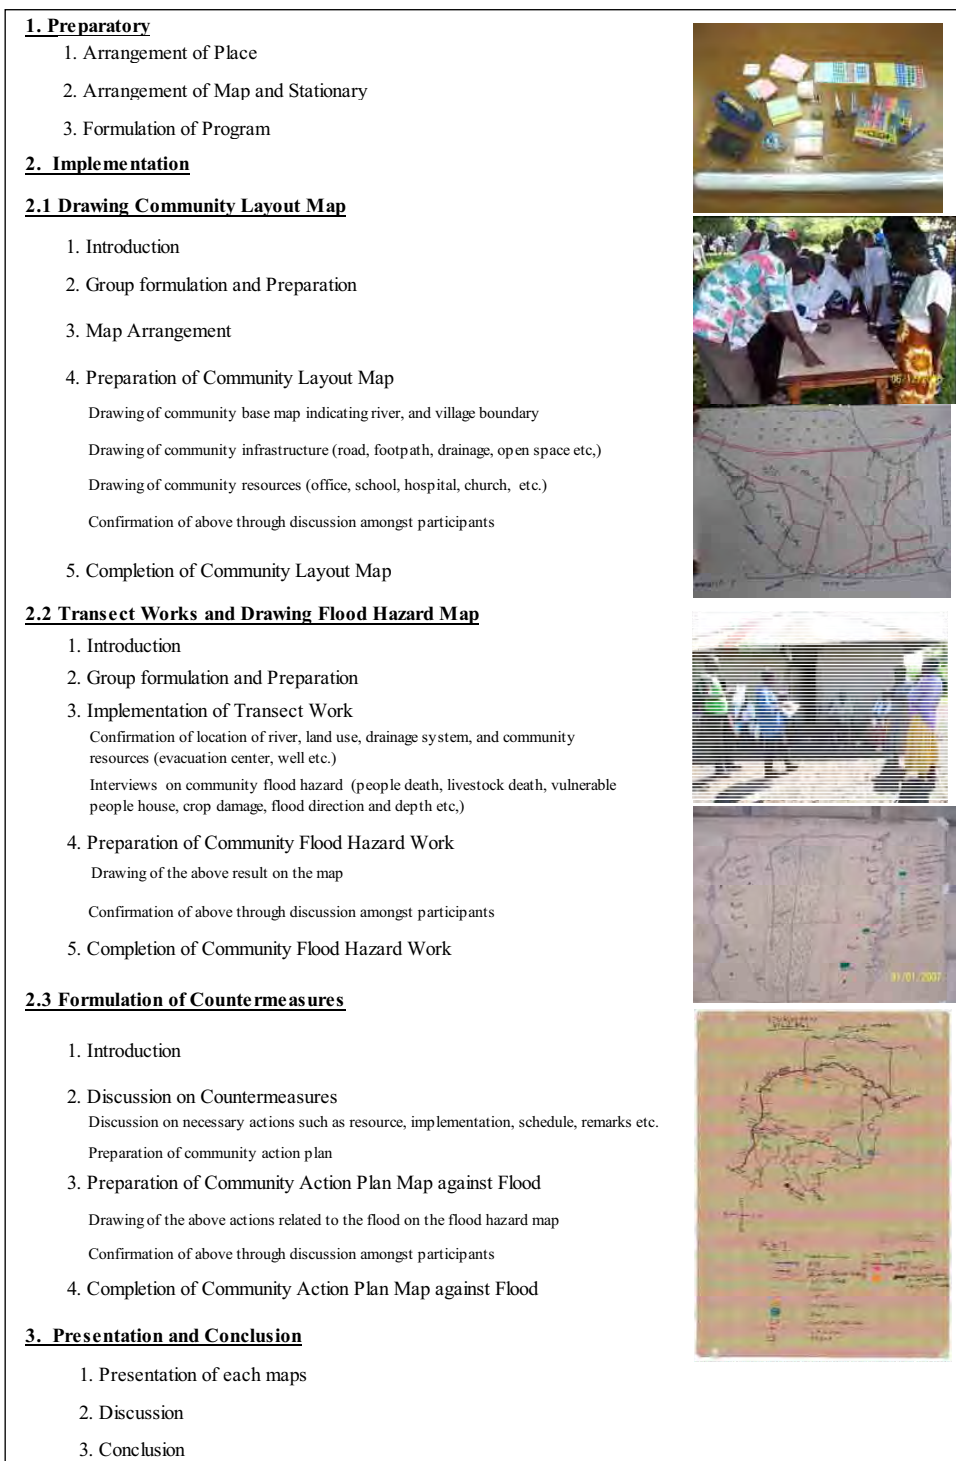 1. Preparatory
1. Arrangement of Place
2. Arrangement of Map and Stationary
3. Formulation of Program
2. Implementation
2.1 Drawing Community Layout Map
1. Introduction
2. Group formulation and Preparation
3. Map Arrangement
4. Preparation of Community Layout Map
Drawing of community base map indicating river, and village boundary
Drawing of community infrastructure (road, footpath, drainage, open space etc,)
Drawing of community resources (office, school, hospital, church, etc.)
Confirmation of above through discussion amongst participants
5. Completion of Community Layout Map
2.2 Transect Works and Drawing Flood Hazard Map
1. Introduction
2. Group formulation and Preparation
3. Implementation of Transect Work
Confirmation of location of river, land use, drainage system, and community
resources (evacuation center, well etc.)
Interviews on community flood hazard (people death, livestock death, vulnerable
people house, crop damage, flood direction and depth etc,)
4. Preparation of Community Flood Hazard Work
Drawing of the above result on the map
Confirmation of above through discussion amongst participants
5. Completion of Community Flood Hazard Work
31/01/2007
2.3 Formulation of Countermeasures
1. Introduction
2. Discussion on Countermeasures
Discussion on necessary actions such as resource, implementation, schedule, remarks etc.
Preparation of community action plan
3. Preparation of Community Action Plan Map against Flood
Drawing of the above actions related to the flood on the flood hazard map
Confirmation of above through discussion amongst participants
4. Completion of Community Action Plan Map against Flood
3. Presentation and Conclusion
1. Presentation of each maps
2. Discussion
3. Conclusion